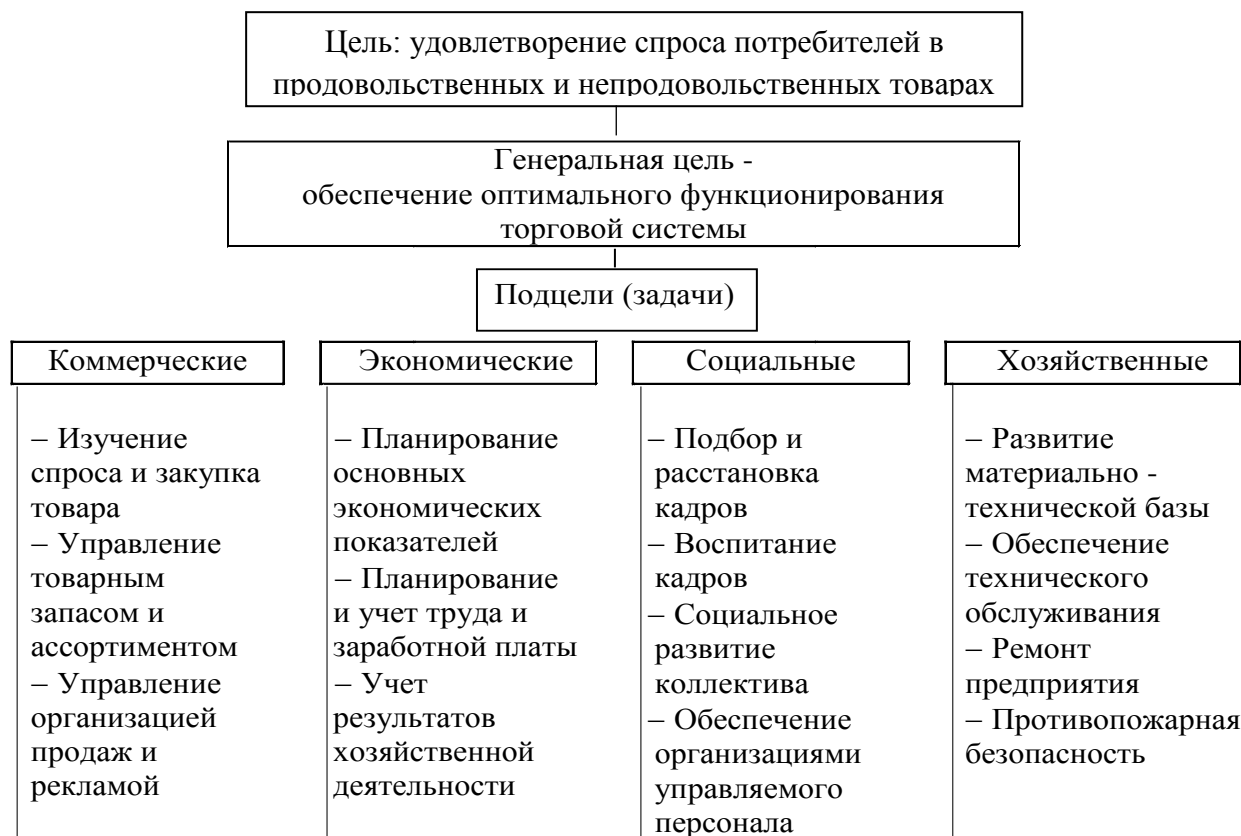 Цель: удовлетворение спроса потребителей в
продовольственных и непродовольственных товарах
Генеральная цель -
обеспечение оптимального функционирования
торговой системы
Подцели (задачи)
Коммерческие
– Изучение
спроса и закупка
товара
– Управление
товарным
запасом и
ассортиментом
– Управление
организацией
продаж и
рекламой
Экономические
– Планирование
основных
экономических
показателей
– Планирование
и учет труда и
заработной платы
– Учет
результатов
хозяйственной
деятельности
Социальные
– Подбор и
расстановка
кадров
– Воспитание
кадров
– Социальное
развитие
коллектива
– Обеспечение
организациями
управляемого
персонала
Хозяйственные
– Развитие
материально -
технической базы
– Обеспечение
технического
обслуживания
– Ремонт
предприятия
– Противопожарная
безопасность